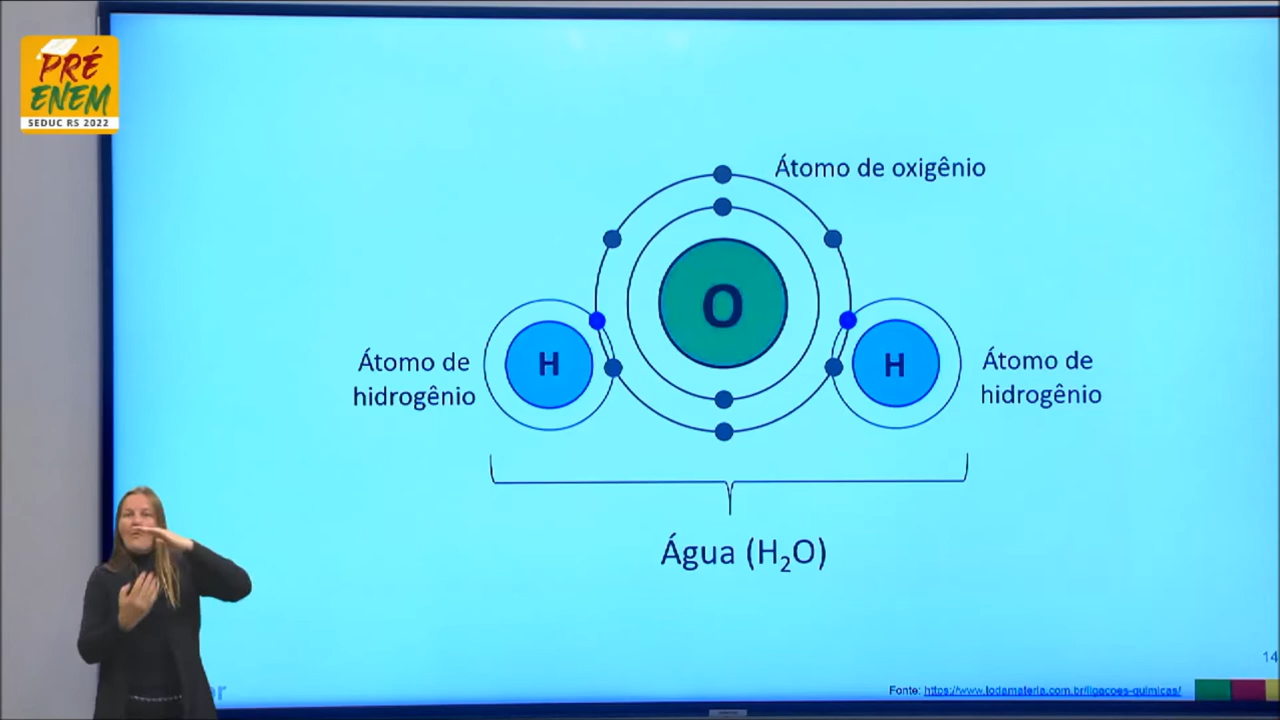 PRÉ
ENEM
SEDUC RS 2022
Átomo de oxigênio
O
H
H
Átomo de
hidrogênio
Átomo de
hidrogênio
Água (H₂O)
14
or
Fonte: https://www.todamateria.com.br/ligacoes-quimicas/